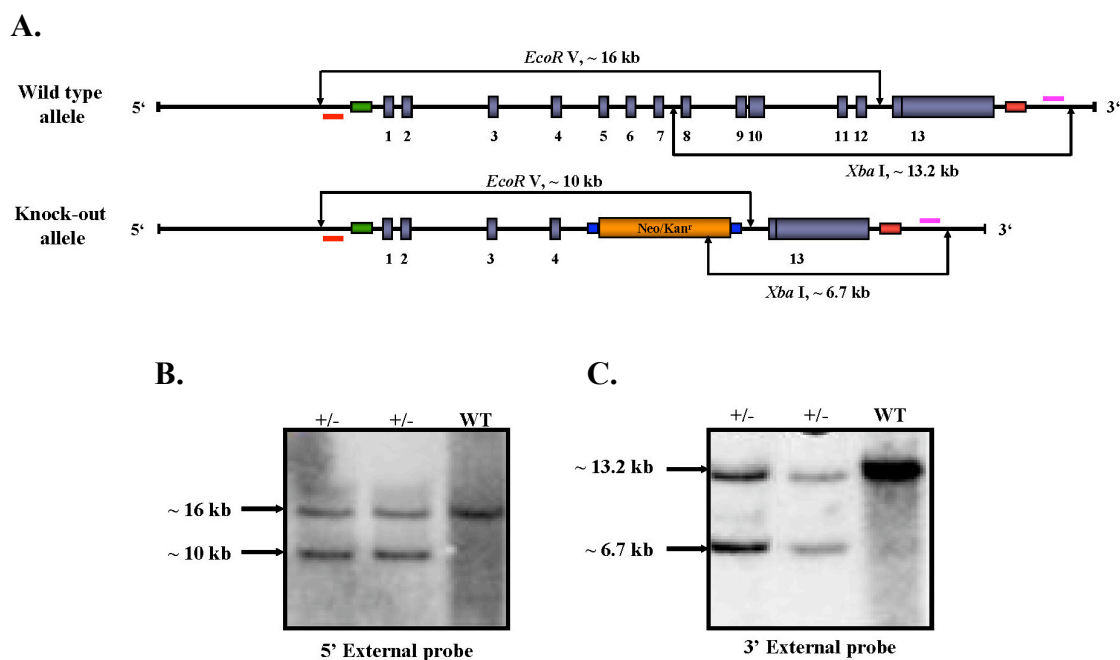 A.
EcoR V, ~ 16 kb
Wild type
allele
5‘
3‘
1 2 3 4 5 6 7 8 9 10 11 12 13
Xba I, ~ 13.2 kb
EcoR V, ~ 10 kb
Knock-out
allele
5‘
Neo/Kanʳ
3‘
1 2 3 4 13
Xba I, ~ 6.7 kb
B.
+/- +/- WT
~ 16 kb
~ 10 kb
5’ External probe
C.
+/- +/- WT
~ 13.2 kb
~ 6.7 kb
3’ External probe